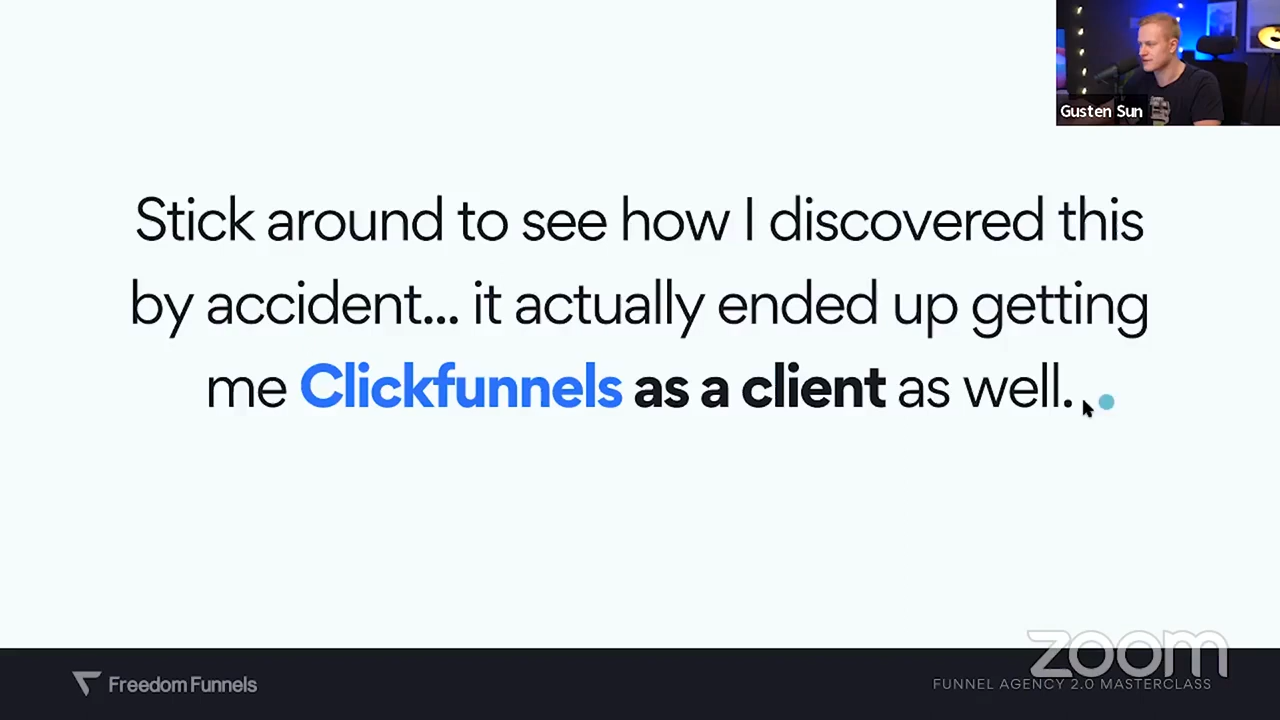 Gusten Sun
Stick around to see how I discovered this
by accident... it actually ended up getting
me Clickfunnels as a client as well.
zoom
Freedom Funnels
FUNNEL AGENCY 2.0 MASTERCLASS